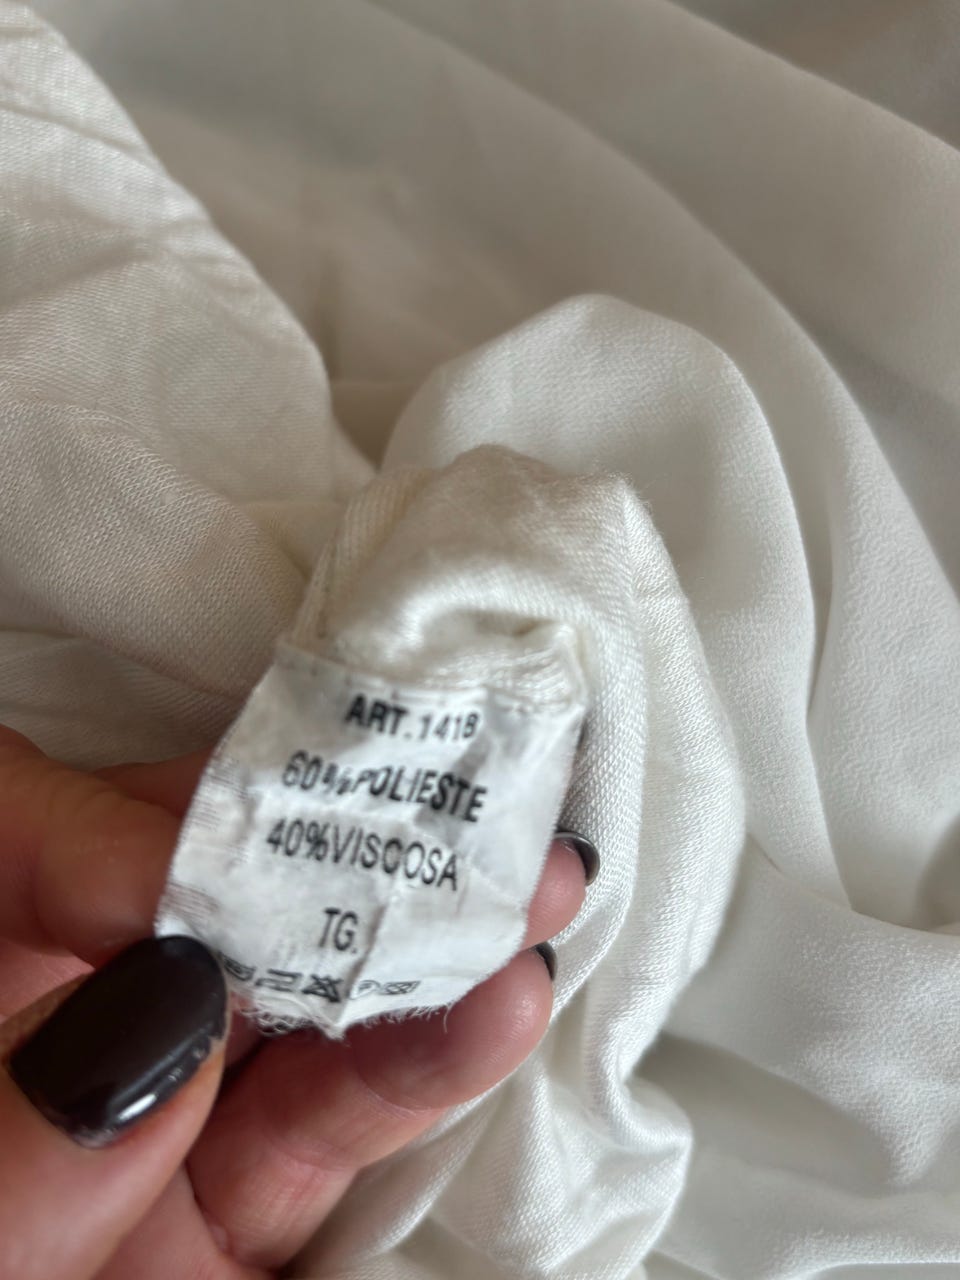 ART.1418
60%POLIESTE
40%VISCOSA
TG.